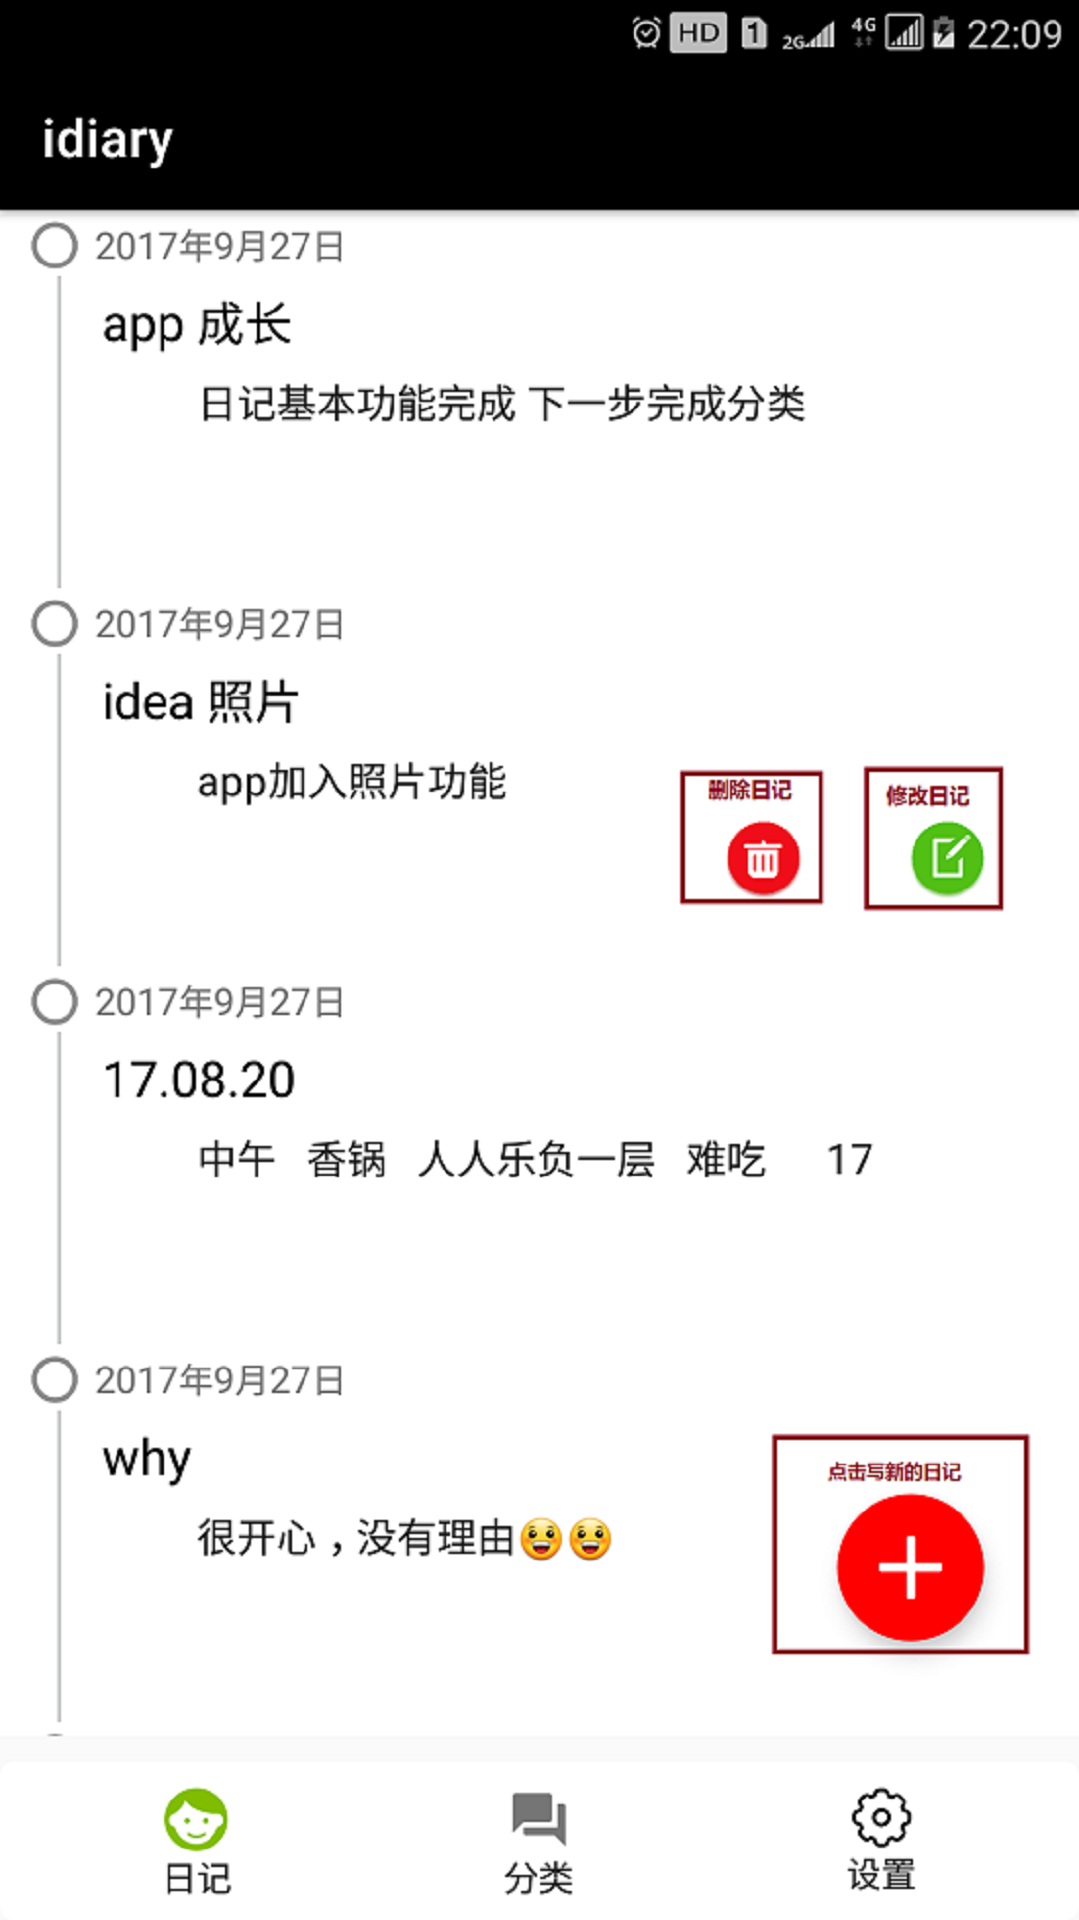 HD 1 2G 4G 22:09
idiary
2017年9月27日
app 成长
日记基本功能完成 下一步完成分类
2017年9月27日
idea 照片
app加入照片功能
删除日记
修改日记
2017年9月27日
17.08.20
中午 香锅 人人乐负一层 难吃 17
2017年9月27日
why
很开心，没有理由😀😀
点击写新的日记
日记
分类
设置